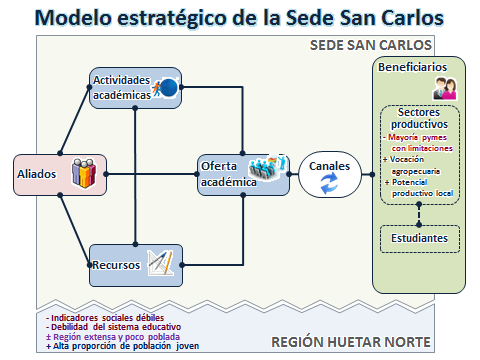 Modelo estratégico de la Sede San Carlos
SEDE SAN CARLOS
Actividades
académicas
Aliados
Oferta
académica
Recursos
Canales
Beneficiarios
Sectores
productivos
- Mayoría pymes
con limitaciones
+ Vocación
agropecuaria
+ Potencial
productivo local
Estudiantes
- Indicadores sociales débiles
- Debilidad del sistema educativo
± Región extensa y poco poblada
+ Alta proporción de población joven
REGIÓN HUETAR NORTE